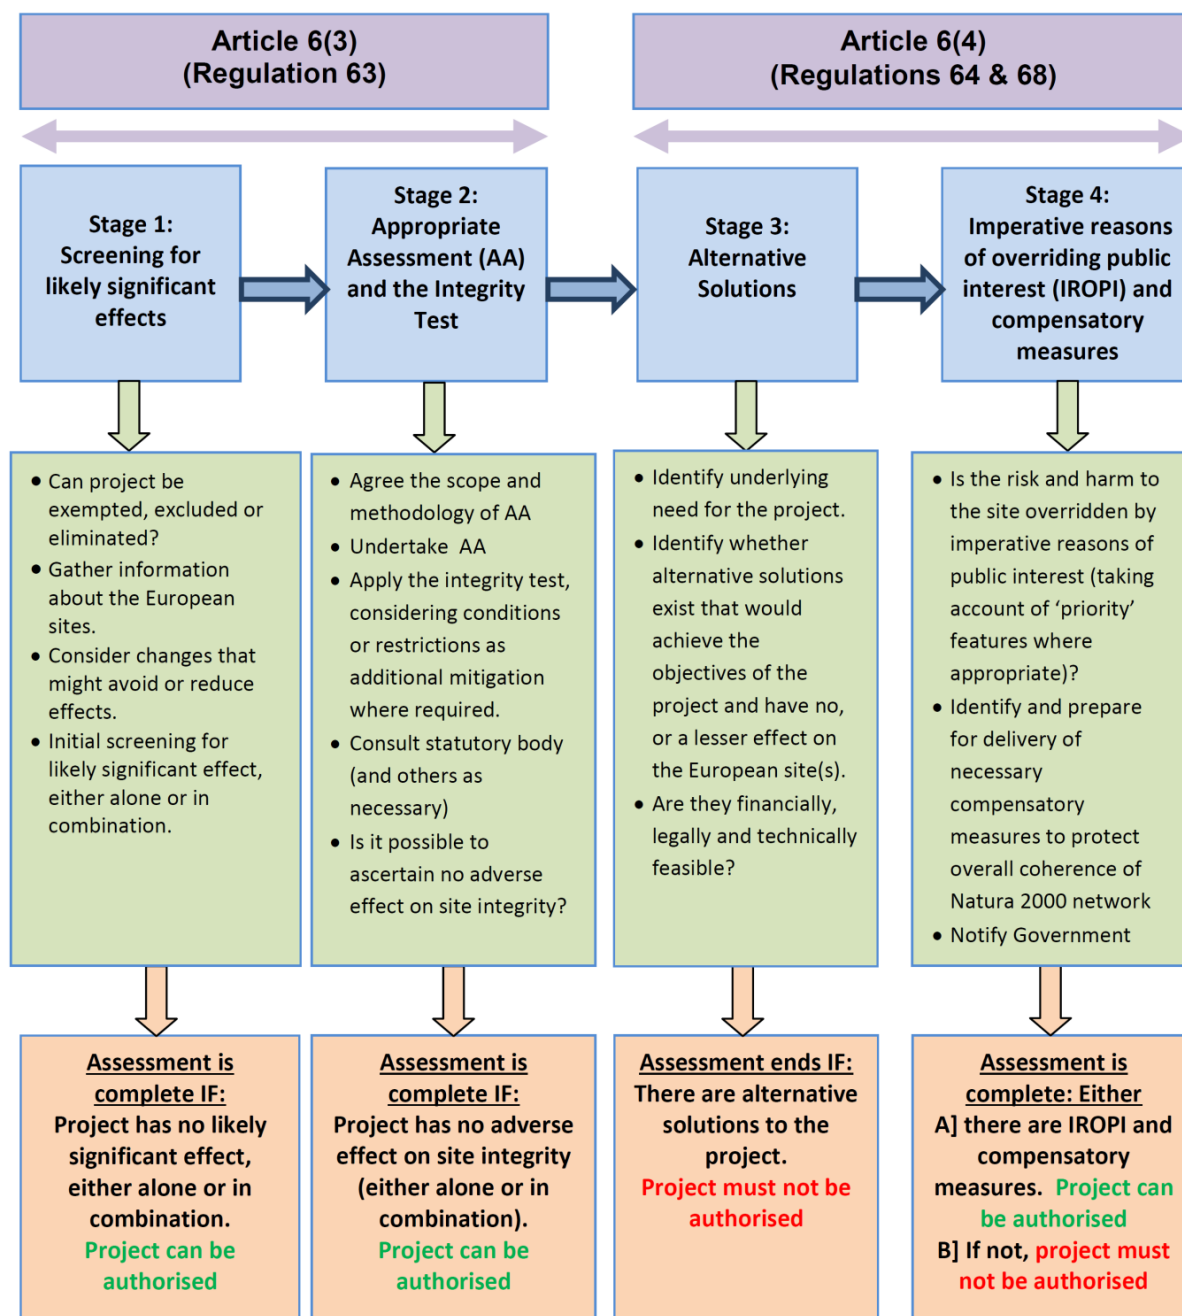 Article 6(3)
(Regulation 63)
Article 6(4)
(Regulations 64 & 68)
Stage 1:
Screening for
likely significant
effects
Stage 2:
Appropriate
Assessment (AA)
and the Integrity
Test
Stage 3:
Alternative
Solutions
Stage 4:
Imperative reasons
of overriding public
interest (IROPI) and
compensatory
measures
• Can project be
exempted, excluded or
eliminated?
• Gather information
about the European
sites.
• Consider changes that
might avoid or reduce
effects.
• Initial screening for
likely significant effect,
either alone or in
combination.
• Agree the scope and
methodology of AA
• Undertake AA
• Apply the integrity test,
considering conditions
or restrictions as
additional mitigation
where required.
• Consult statutory body
(and others as
necessary)
• Is it possible to
ascertain no adverse
effect on site integrity?
• Identify underlying
need for the project.
• Identify whether
alternative solutions
exist that would
achieve the
objectives of the
project and have no,
or a lesser effect on
the European site(s).
• Are they financially,
legally and technically
feasible?
• Is the risk and harm to
the site overridden by
imperative reasons of
public interest (taking
account of ‘priority’
features where
appropriate)?
• Identify and prepare
for delivery of
necessary
compensatory
measures to protect
overall coherence of
Natura 2000 network
• Notify Government
Assessment is
complete IF:
Project has no likely
significant effect,
either alone or in
combination.
Project can be
authorised
Assessment is
complete IF:
Project has no adverse
effect on site integrity
(either alone or in
combination).
Project can be
authorised
Assessment ends IF:
There are alternative
solutions to the
project.
Project must not be
authorised
Assessment is
complete: Either
A] there are IROPI and
compensatory
measures. Project can
be authorised
B] If not, project must
not be authorised